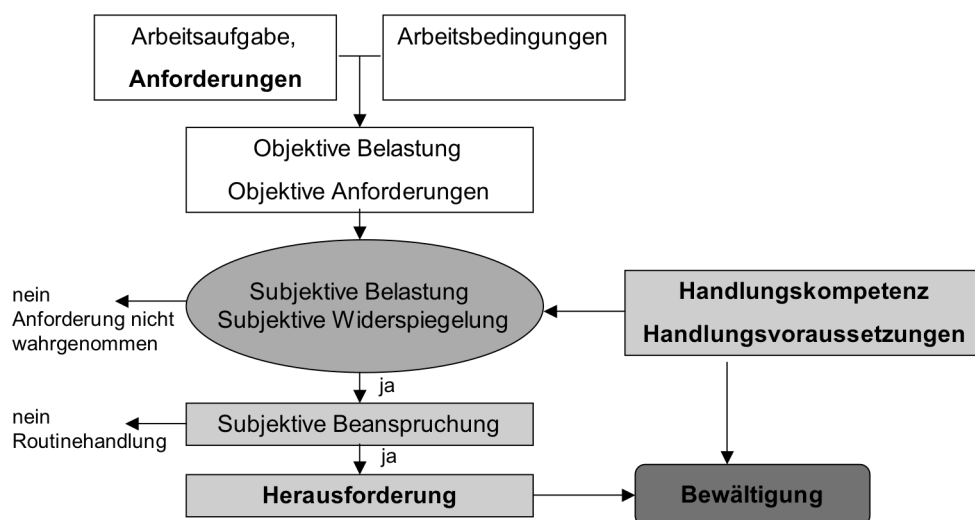 Arbeitsaufgabe,
Anforderungen
Arbeitsbedingungen
Objektive Belastung
Objektive Anforderungen
Subjektive Belastung
Subjektive Widerspiegelung
nein
Anforderung nicht
wahrgenommen
Handlungskompetenz
Handlungsvoraussetzungen
ja
Subjektive Beanspruchung
nein
Routinehandlung
ja
Herausforderung
Bewältigung